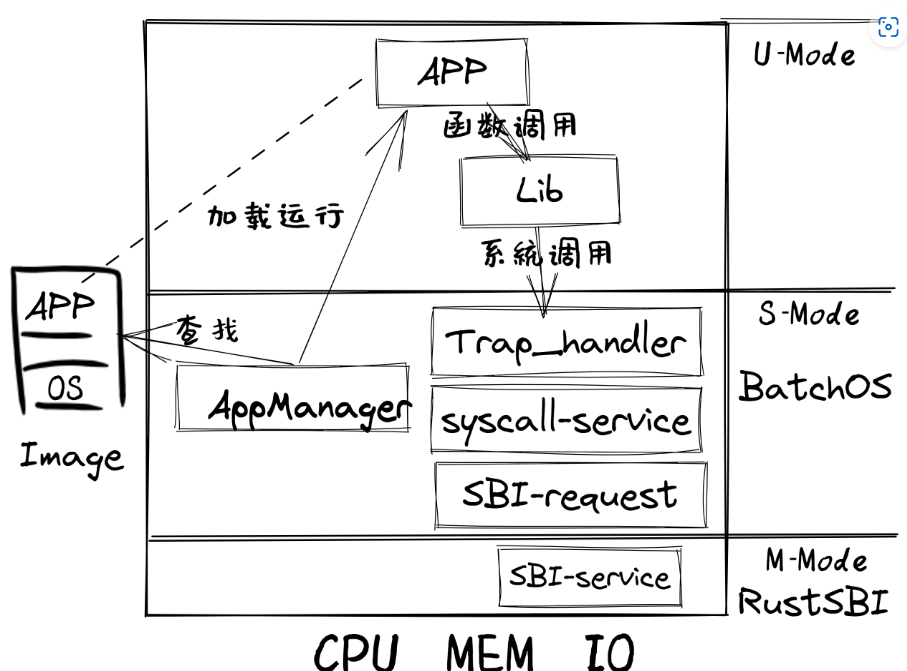 U-Mode
APP
函数调用
Lib
加载运行
系统调用
APP
OS
Image
查找
AppManager
Trap_handler
syscall-service
SBI-request
S-Mode
BatchOS
SBI-service
M-Mode
RustSBI
CPU MEM IO